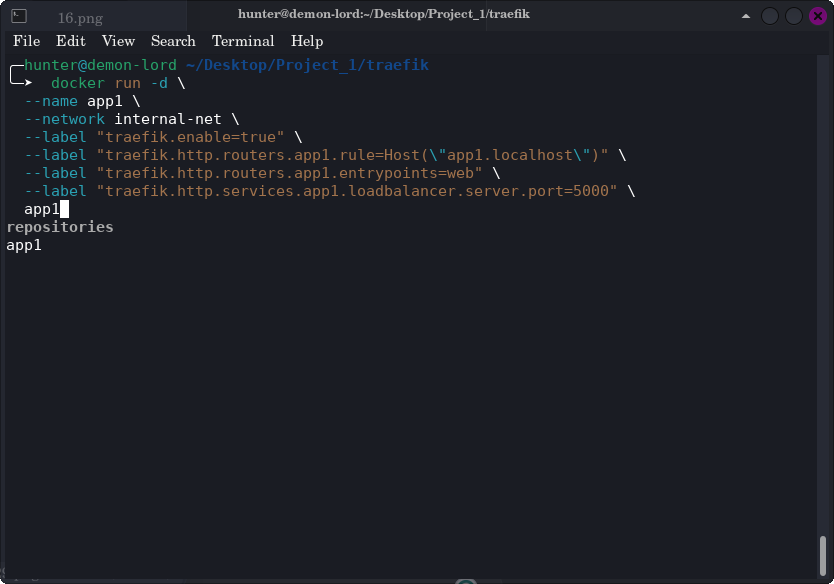 16.png
hunter@demon-lord:~/Desktop/Project_1/traefik
File Edit View Search Terminal Help
hunter@demon-lord ~/Desktop/Project_1/traefik
docker run -d \
--name app1 \
--network internal-net \
--label "traefik.enable=true" \
--label "traefik.http.routers.app1.rule=Host(\"app1.localhost\")" \
--label "traefik.http.routers.app1.entrypoints=web" \
--label "traefik.http.services.app1.loadbalancer.server.port=5000" \
app1
repositories
app1